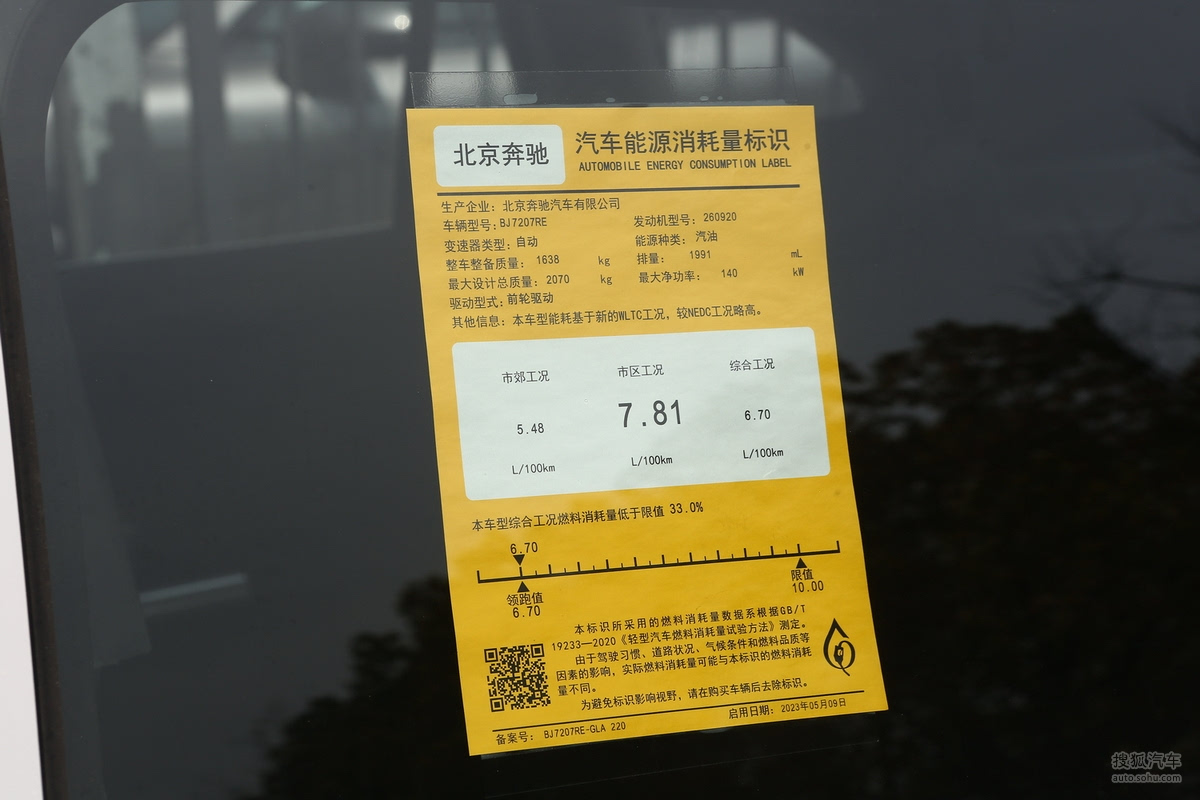 北京奔驰
汽车能源消耗量标识
AUTOMOBILE ENERGY CONSUMPTION LABEL
生产企业: 北京奔驰汽车有限公司
车辆型号: BJ7207RE 发动机型号: 260920
变速器类型: 自动 能源种类: 汽油
整车整备质量: 1638 kg 排量: 1991 mL
最大设计总质量: 2070 kg 最大净功率: 140 kW
驱动型式: 前轮驱动
其他信息: 本车型能耗基于新的WLTC工况, 较NEDC工况略高。
市郊工况 市区工况 综合工况
5.48 7.81 6.70
L/100km L/100km L/100km
本车型综合工况燃料消耗量低于限值 33.0%
6.70
领跑值 限值
6.70 10.00
本标识所采用的燃料消耗量数据系根据GB/T
19233—2020《轻型汽车燃料消耗量试验方法》测定。
由于驾驶习惯、道路状况、气候条件和燃料品质等
因素的影响, 实际燃料消耗量可能与本标识的燃料消耗
量不同。
为避免标识影响视野, 请在购买车辆后去除标识。
备案号: BJ7207RE-GLA 220 启用日期: 2023年05月09日
搜狐汽车
auto.sohu.com